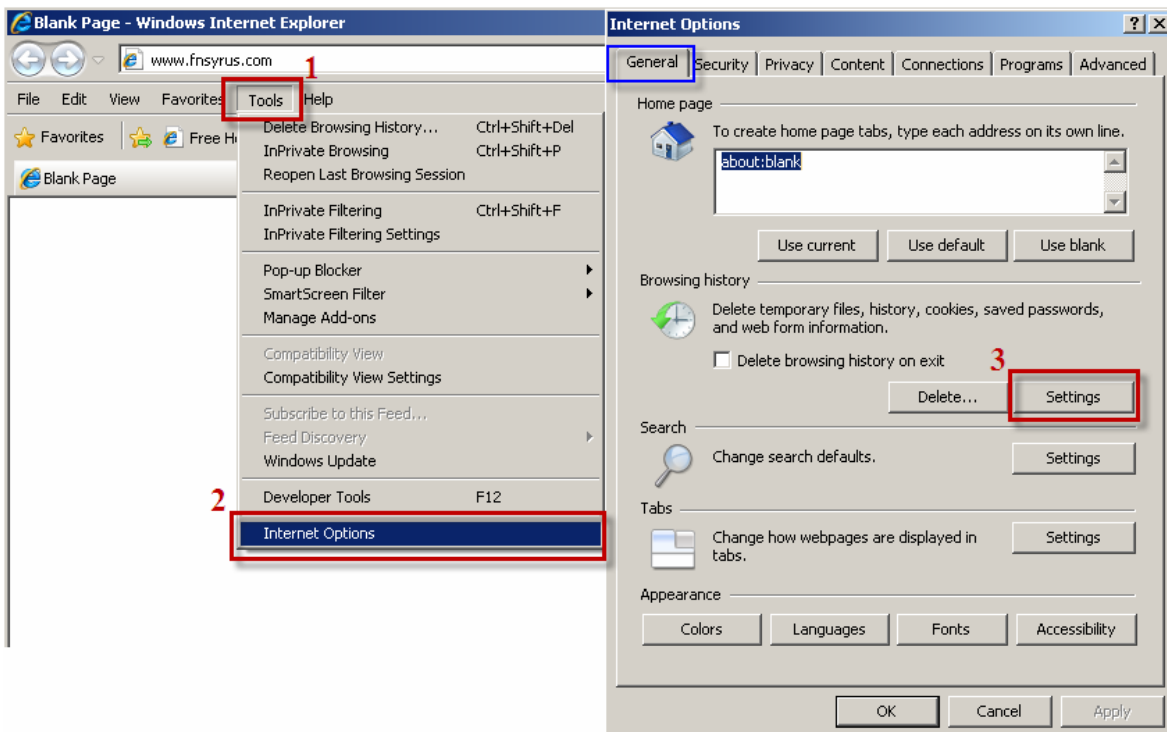 Blank Page - Windows Internet Explorer
www.fnsyrus.com
1
File Edit View Favorites Tools Help
Favorites Free H
Blank Page
Delete Browsing History... Ctrl+Shift+Del
InPrivate Browsing Ctrl+Shift+P
Reopen Last Browsing Session
InPrivate Filtering Ctrl+Shift+F
InPrivate Filtering Settings
Pop-up Blocker
SmartScreen Filter
Manage Add-ons
Compatibility View
Compatibility View Settings
Subscribe to this Feed...
Feed Discovery
Windows Update
Developer Tools F12
2
Internet Options
Internet Options
General Security Privacy Content Connections Programs Advanced
Home page
To create home page tabs, type each address on its own line.
about:blank
Use current Use default Use blank
Browsing history
Delete temporary files, history, cookies, saved passwords,
and web form information.
Delete browsing history on exit
3
Delete... Settings
Search
Change search defaults. Settings
Tabs
Change how webpages are displayed in Settings
tabs.
Appearance
Colors Languages Fonts Accessibility
OK Cancel Apply